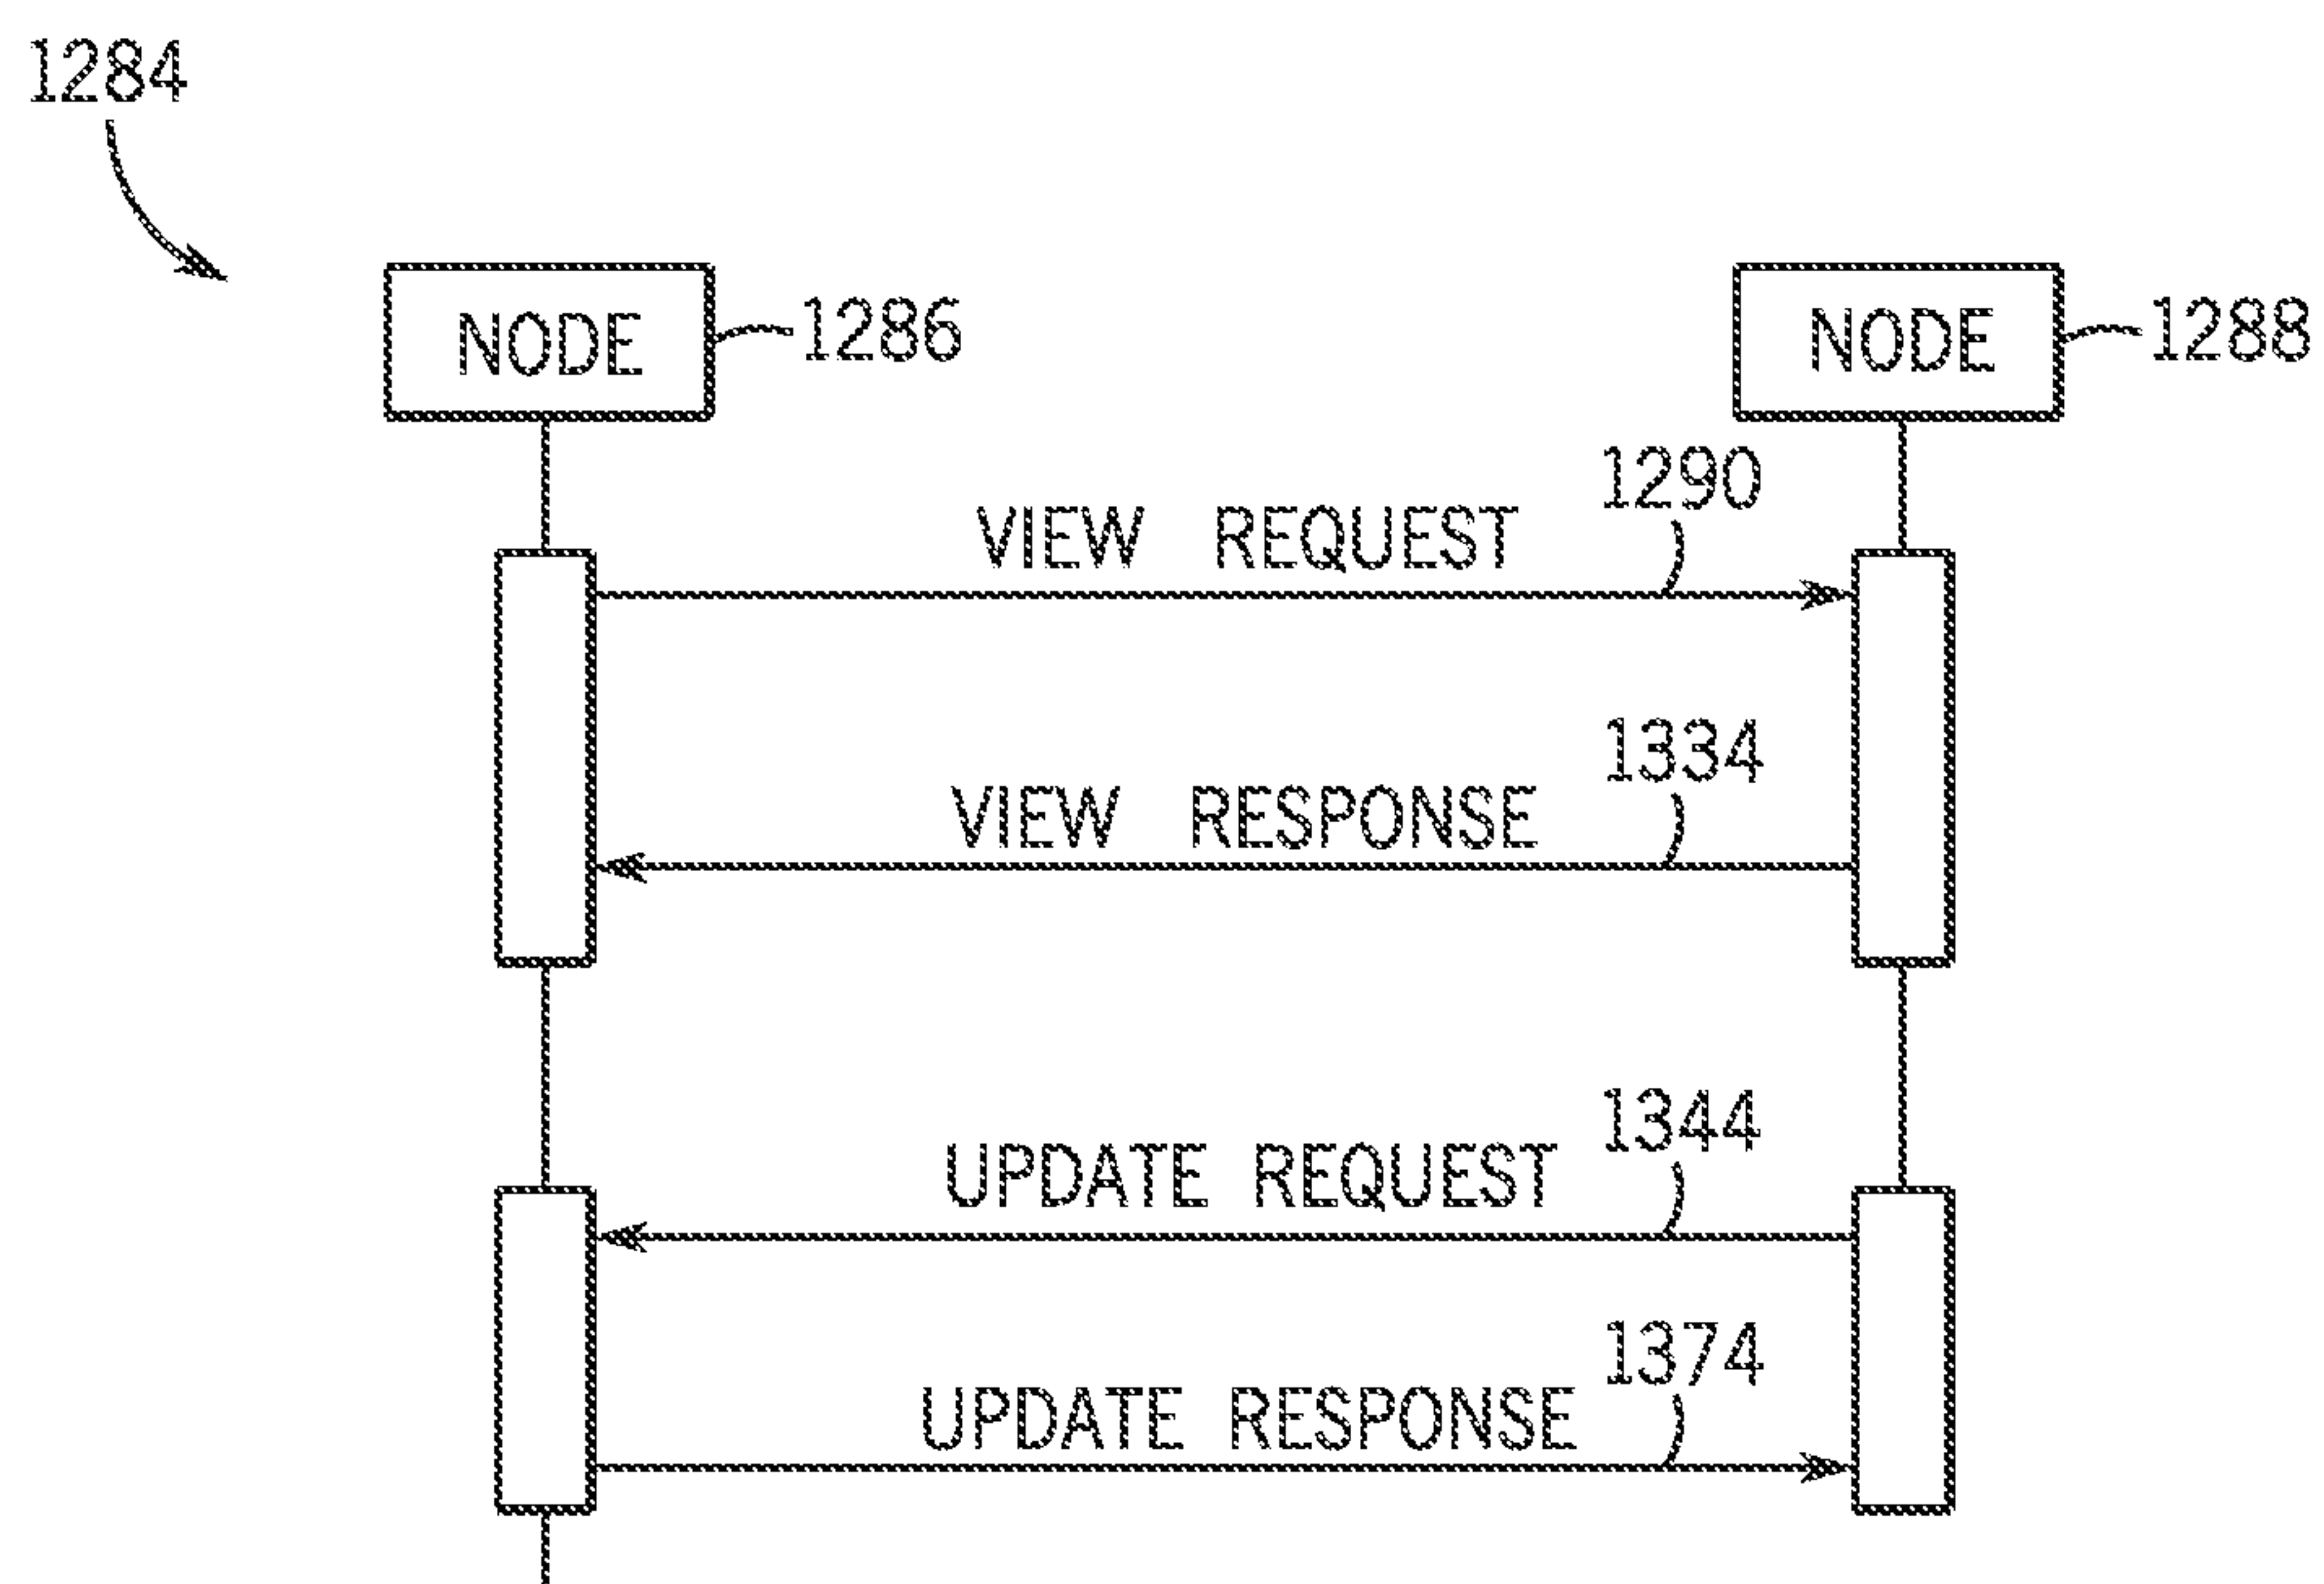 1284
NODE 1286
NODE 1288
1290
VIEW REQUEST
1334
VIEW RESPONSE
1344
UPDATE REQUEST
1374
UPDATE RESPONSE